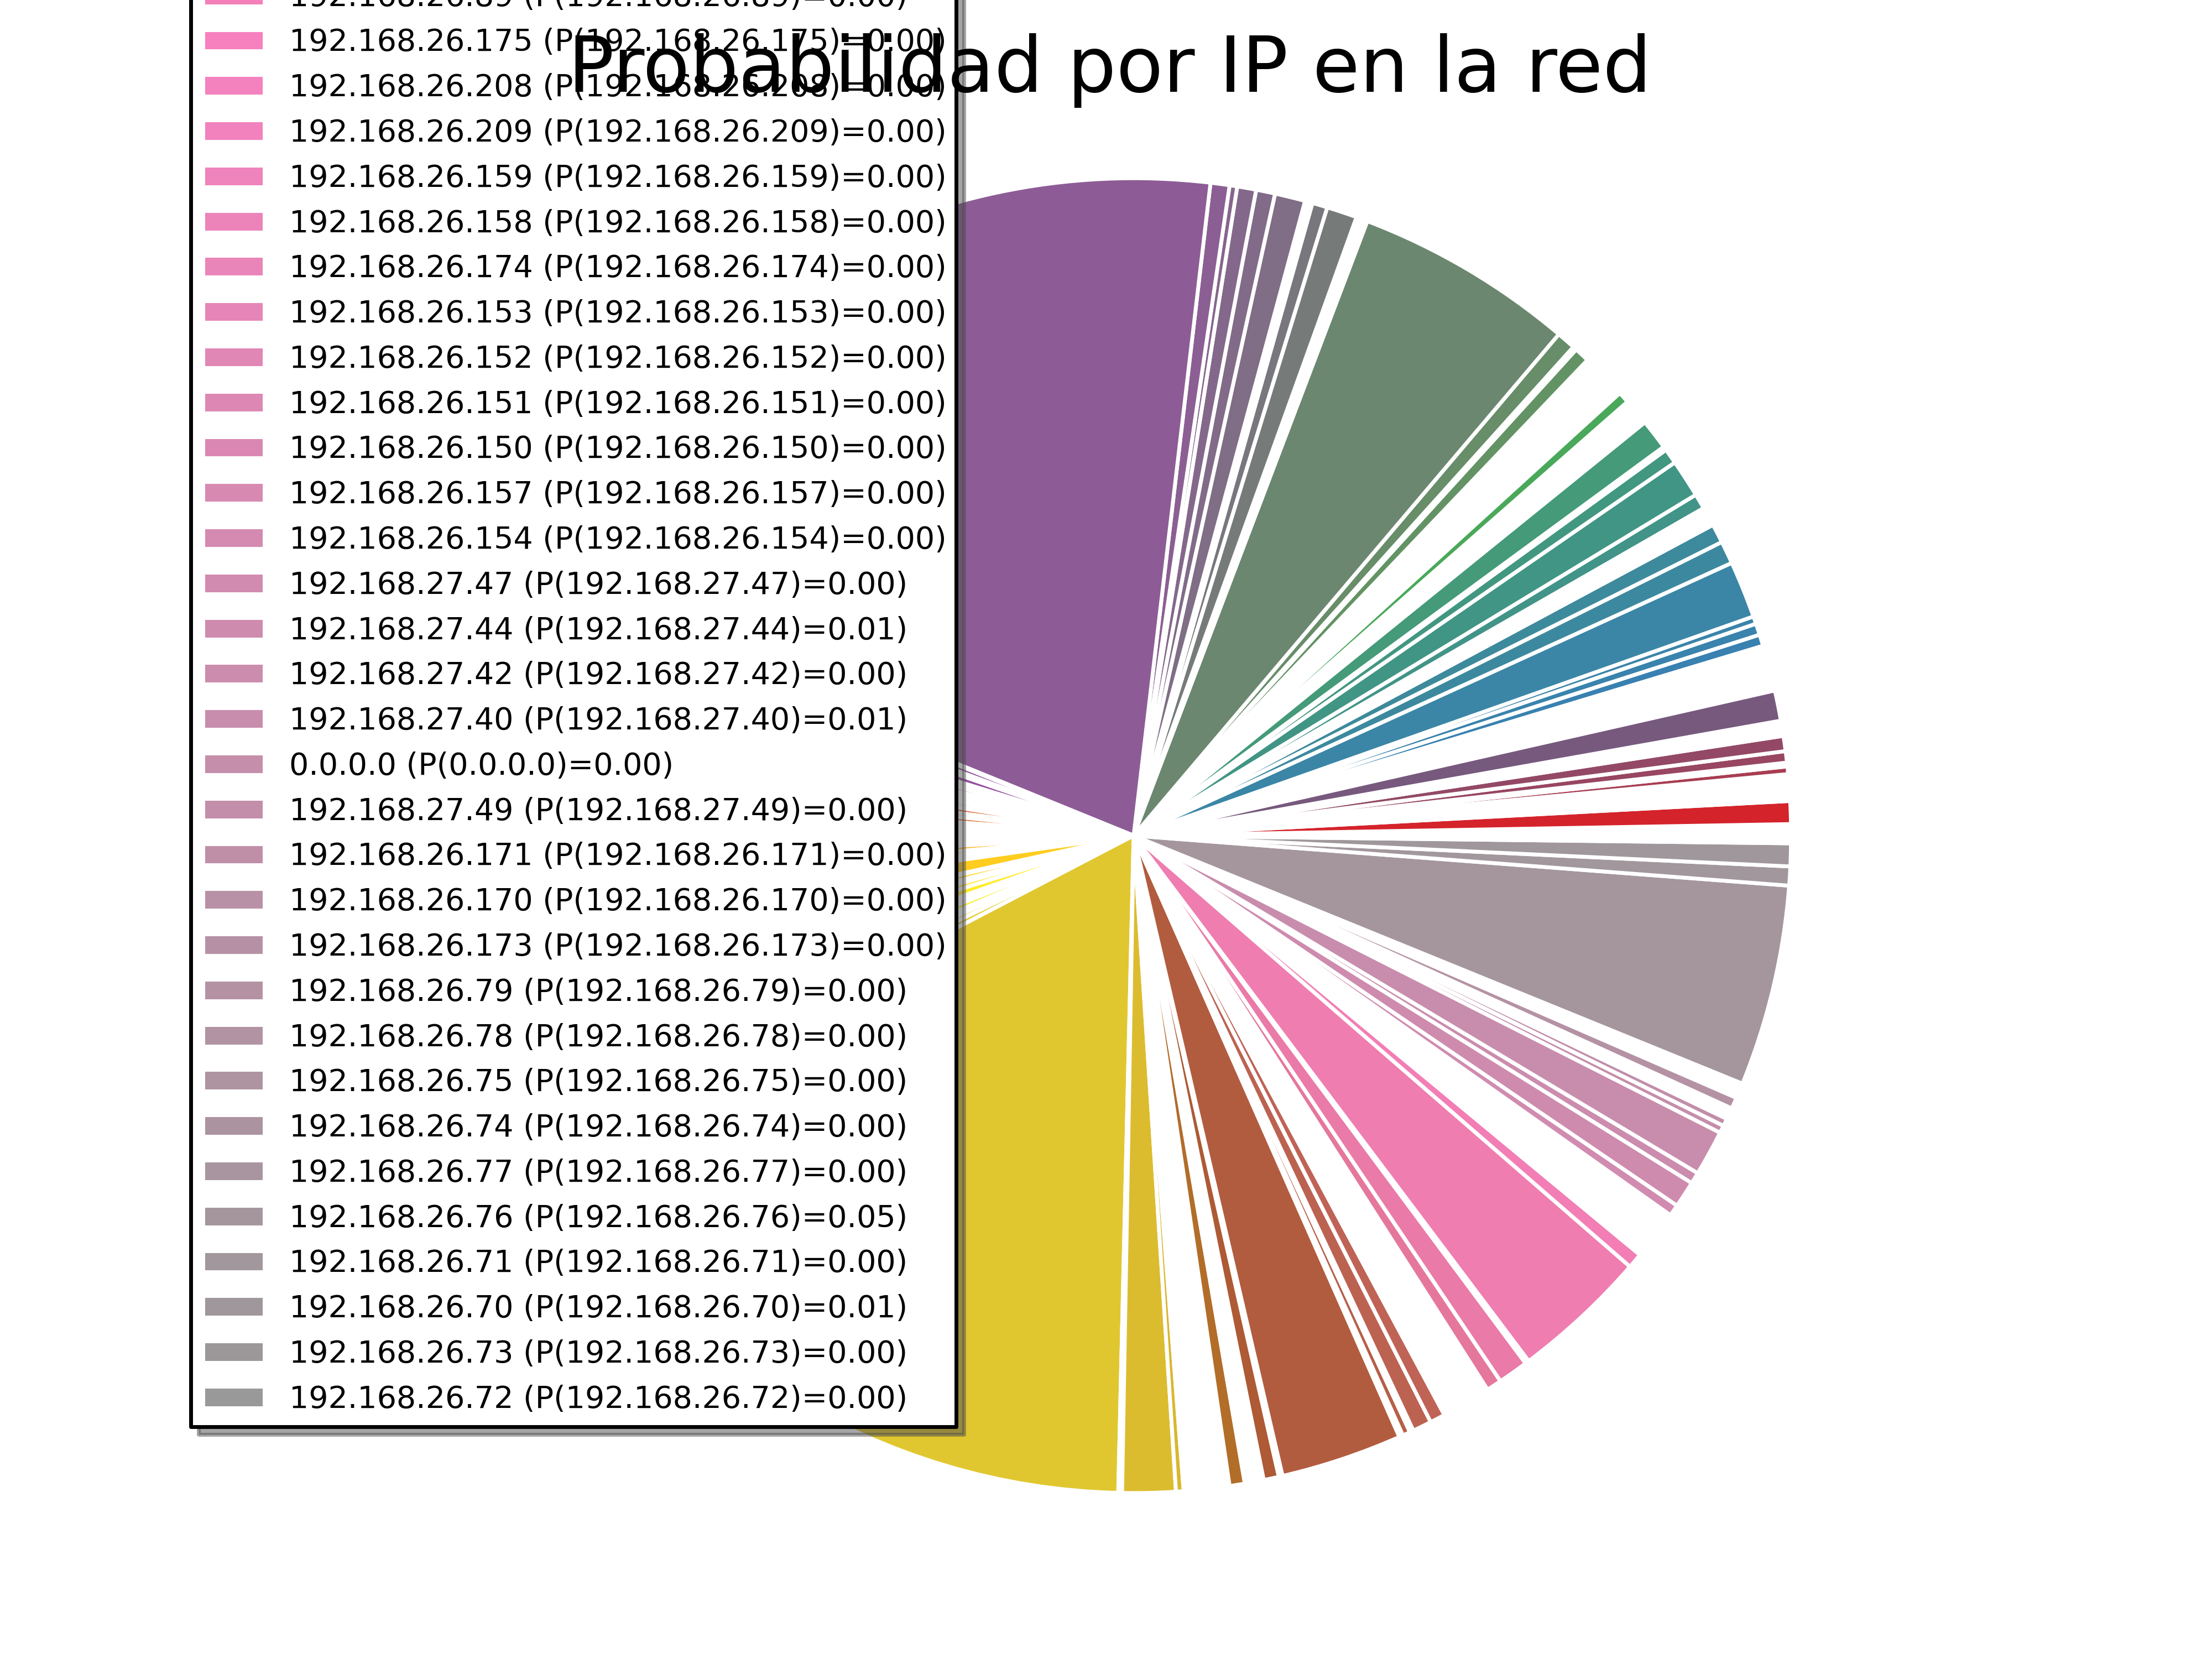 192.168.26.89 (P(192.168.26.89)=0.00)
Probabilidad por IP en la red
192.168.26.175 (P(192.168.26.175)=0.00)
192.168.26.208 (P(192.168.26.208)=0.00)
192.168.26.209 (P(192.168.26.209)=0.00)
192.168.26.159 (P(192.168.26.159)=0.00)
192.168.26.158 (P(192.168.26.158)=0.00)
192.168.26.174 (P(192.168.26.174)=0.00)
192.168.26.153 (P(192.168.26.153)=0.00)
192.168.26.152 (P(192.168.26.152)=0.00)
192.168.26.151 (P(192.168.26.151)=0.00)
192.168.26.150 (P(192.168.26.150)=0.00)
192.168.26.157 (P(192.168.26.157)=0.00)
192.168.26.154 (P(192.168.26.154)=0.00)
192.168.27.47 (P(192.168.27.47)=0.00)
192.168.27.44 (P(192.168.27.44)=0.01)
192.168.27.42 (P(192.168.27.42)=0.00)
192.168.27.40 (P(192.168.27.40)=0.01)
0.0.0.0 (P(0.0.0.0)=0.00)
192.168.27.49 (P(192.168.27.49)=0.00)
192.168.26.171 (P(192.168.26.171)=0.00)
192.168.26.170 (P(192.168.26.170)=0.00)
192.168.26.173 (P(192.168.26.173)=0.00)
192.168.26.79 (P(192.168.26.79)=0.00)
192.168.26.78 (P(192.168.26.78)=0.00)
192.168.26.75 (P(192.168.26.75)=0.00)
192.168.26.74 (P(192.168.26.74)=0.00)
192.168.26.77 (P(192.168.26.77)=0.00)
192.168.26.76 (P(192.168.26.76)=0.05)
192.168.26.71 (P(192.168.26.71)=0.00)
192.168.26.70 (P(192.168.26.70)=0.01)
192.168.26.73 (P(192.168.26.73)=0.00)
192.168.26.72 (P(192.168.26.72)=0.00)